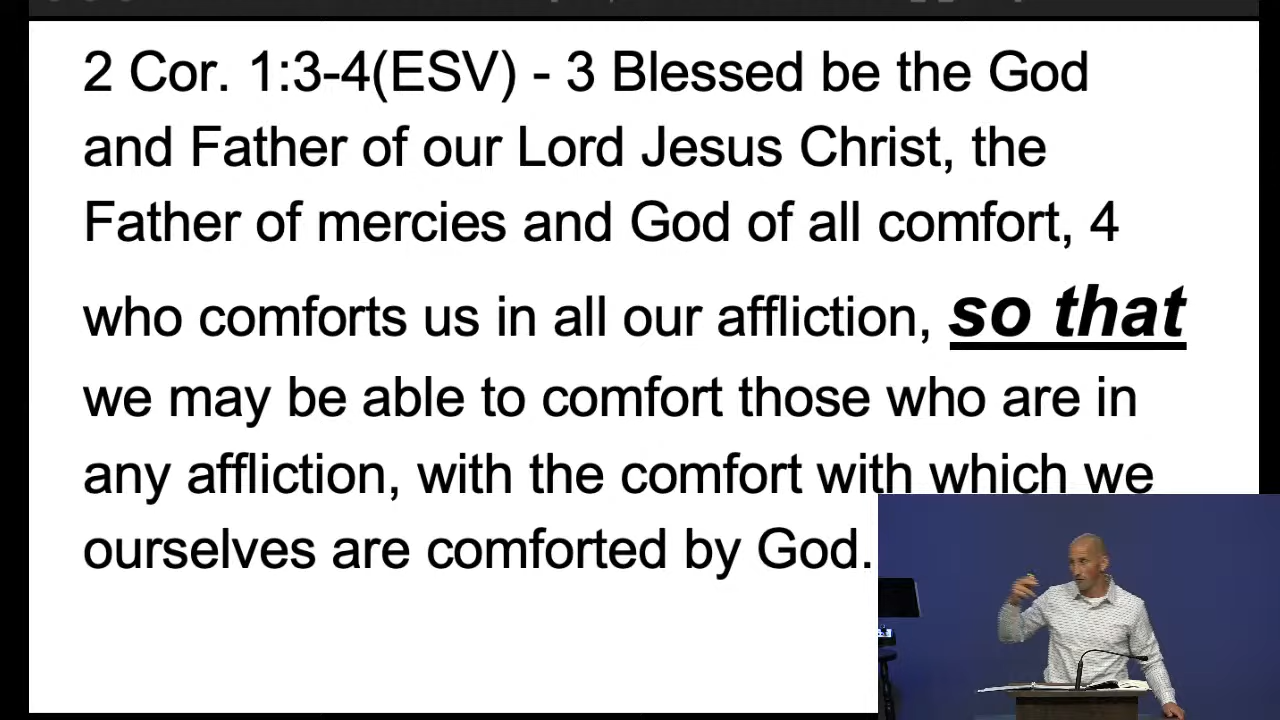 2 Cor. 1:3-4(ESV) - 3 Blessed be the God
and Father of our Lord Jesus Christ, the
Father of mercies and God of all comfort, 4
who comforts us in all our affliction, so that
we may be able to comfort those who are in
any affliction, with the comfort with which we
ourselves are comforted by God.